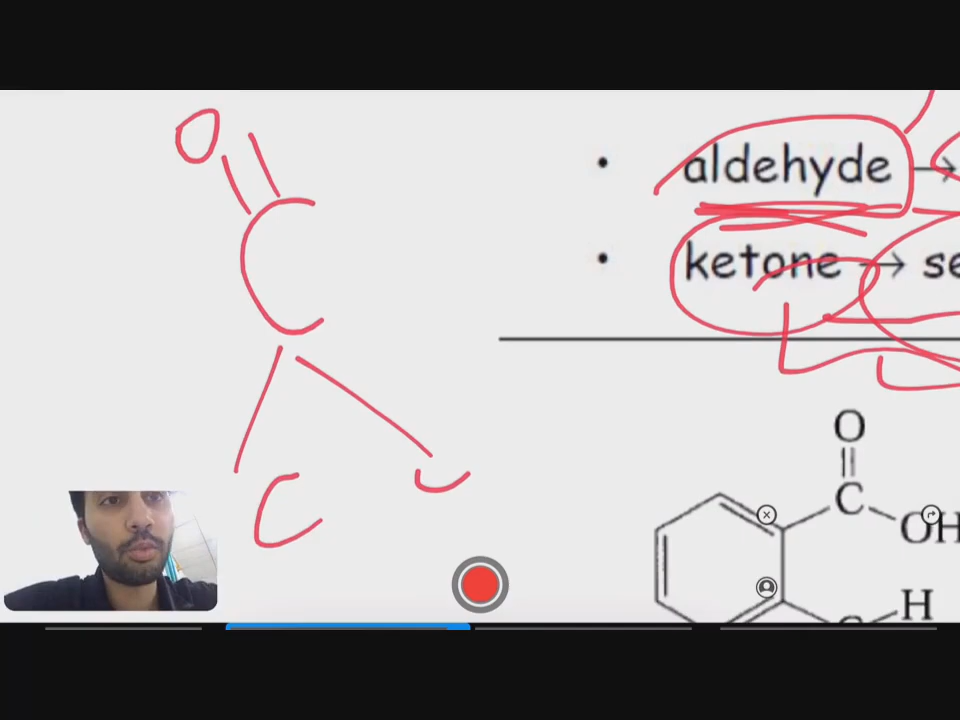 O
C
C
• aldehyde →
• ketone → se
O
C
OH
H